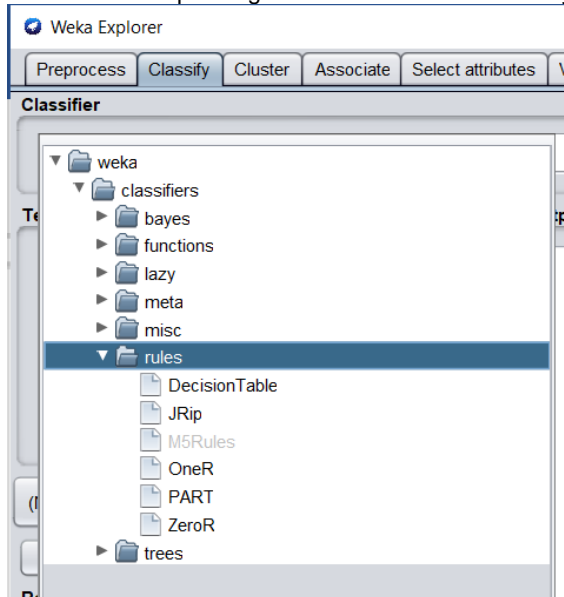 Weka Explorer
Preprocess Classify Cluster Associate Select attributes
Classifier
weka
classifiers
bayes
functions
lazy
meta
misc
rules
DecisionTable
JRip
M5Rules
OneR
PART
ZeroR
trees